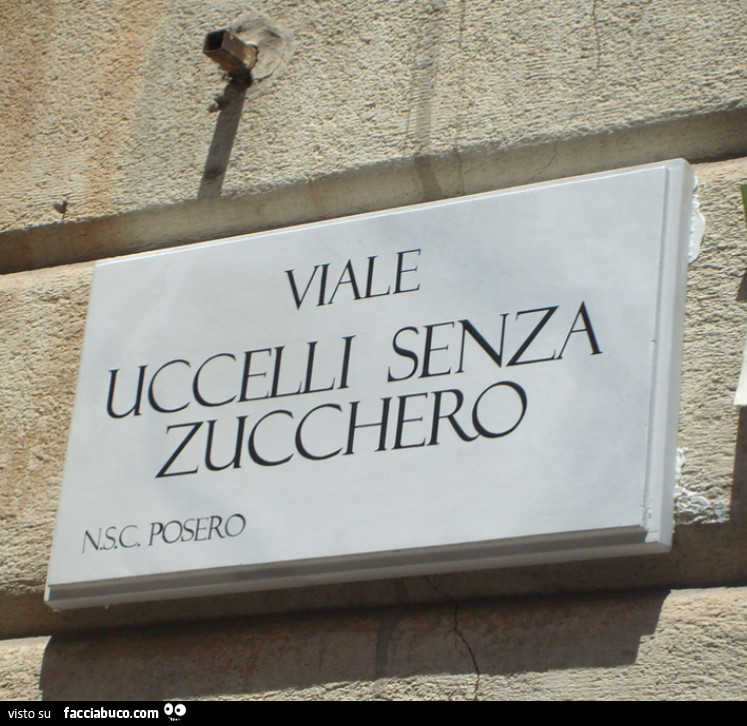 VIALE
UCCELLI SENZA
ZUCCHERO
N.S.C. POSERO
visto su facciabuco.com